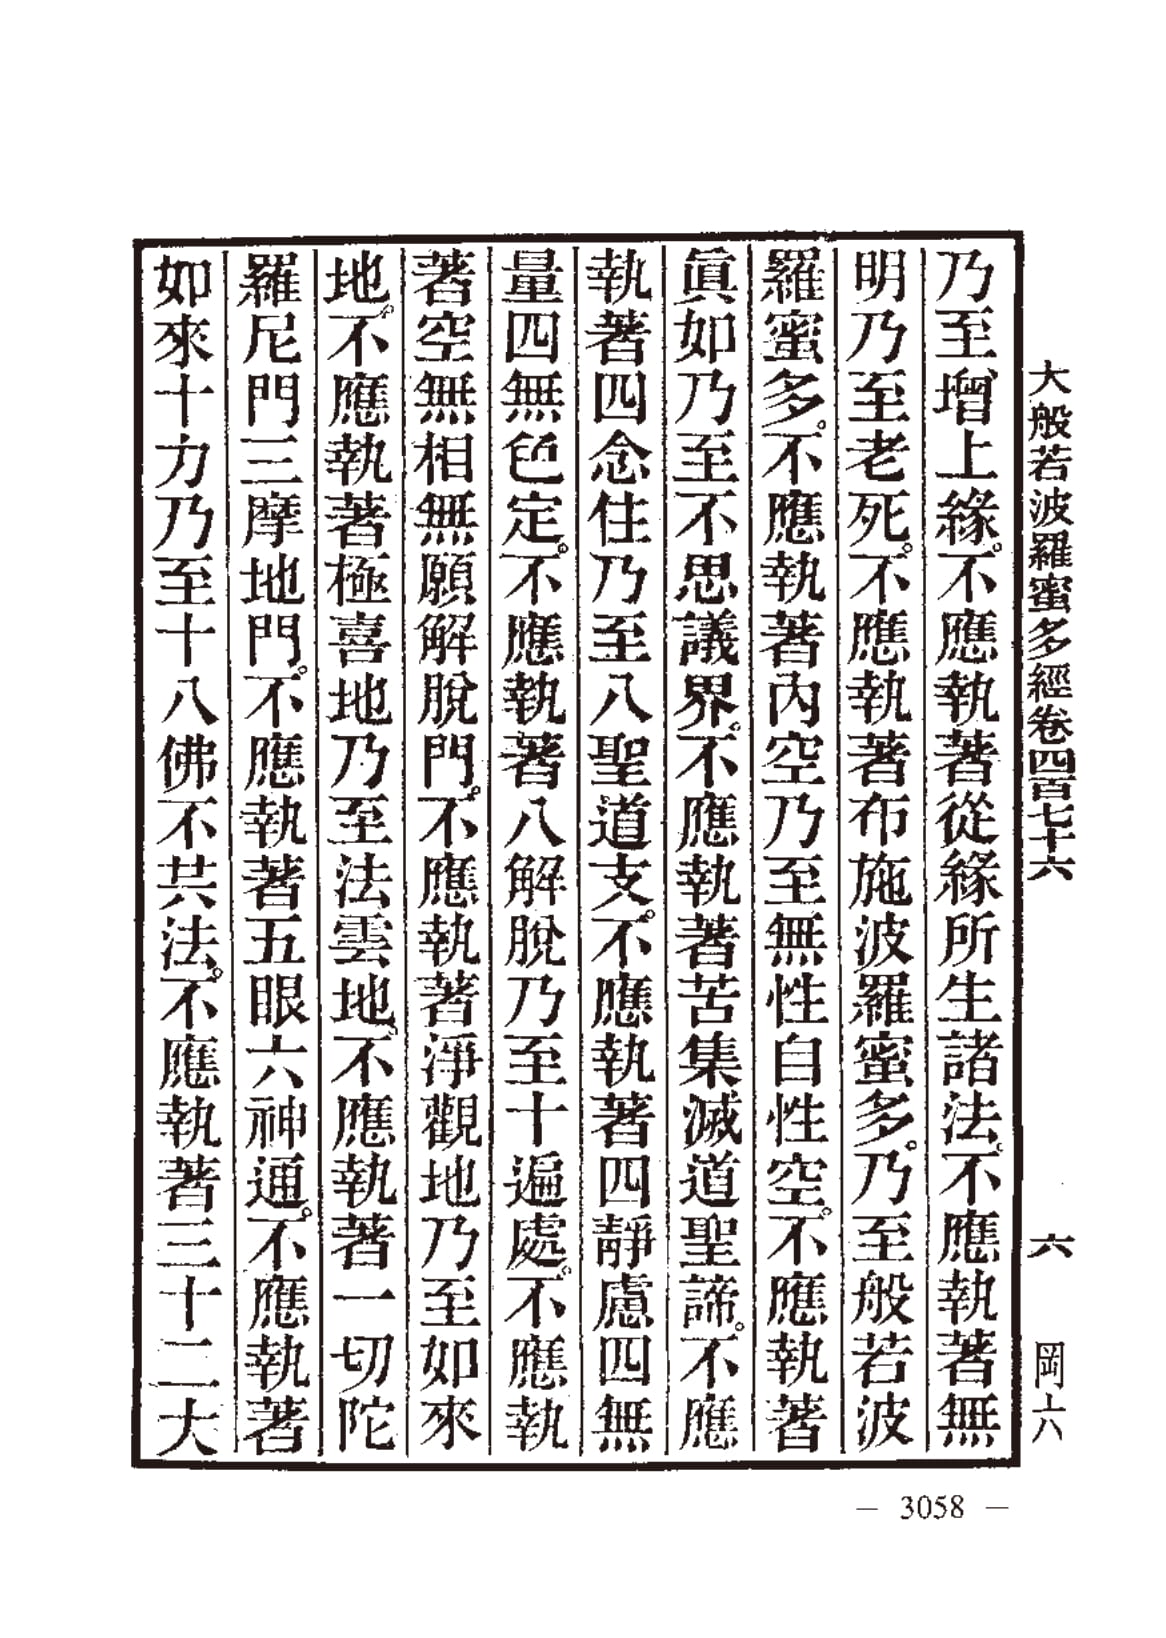 大般若波羅蜜多經卷四百七十六 六 岡六
乃至增上緣。不應執著從緣所生諸法。不應執著無
明乃至老死。不應執著布施波羅蜜多。乃至般若波
羅蜜多。不應執著內空乃至無性自性空。不應執著
眞如乃至不思議界。不應執著苦集滅道聖諦。不應
執著四念住乃至八聖道支。不應執著四靜慮四無
量四無色定。不應執著八解脫乃至十遍處。不應執
著空無相無願解脫門。不應執著淨觀地乃至如來
地。不應執著極喜地乃至法雲地。不應執著一切陀
羅尼門三摩地門。不應執著五眼六神通。不應執著
如來十力乃至十八佛不共法。不應執著三十二大
— 3058 —